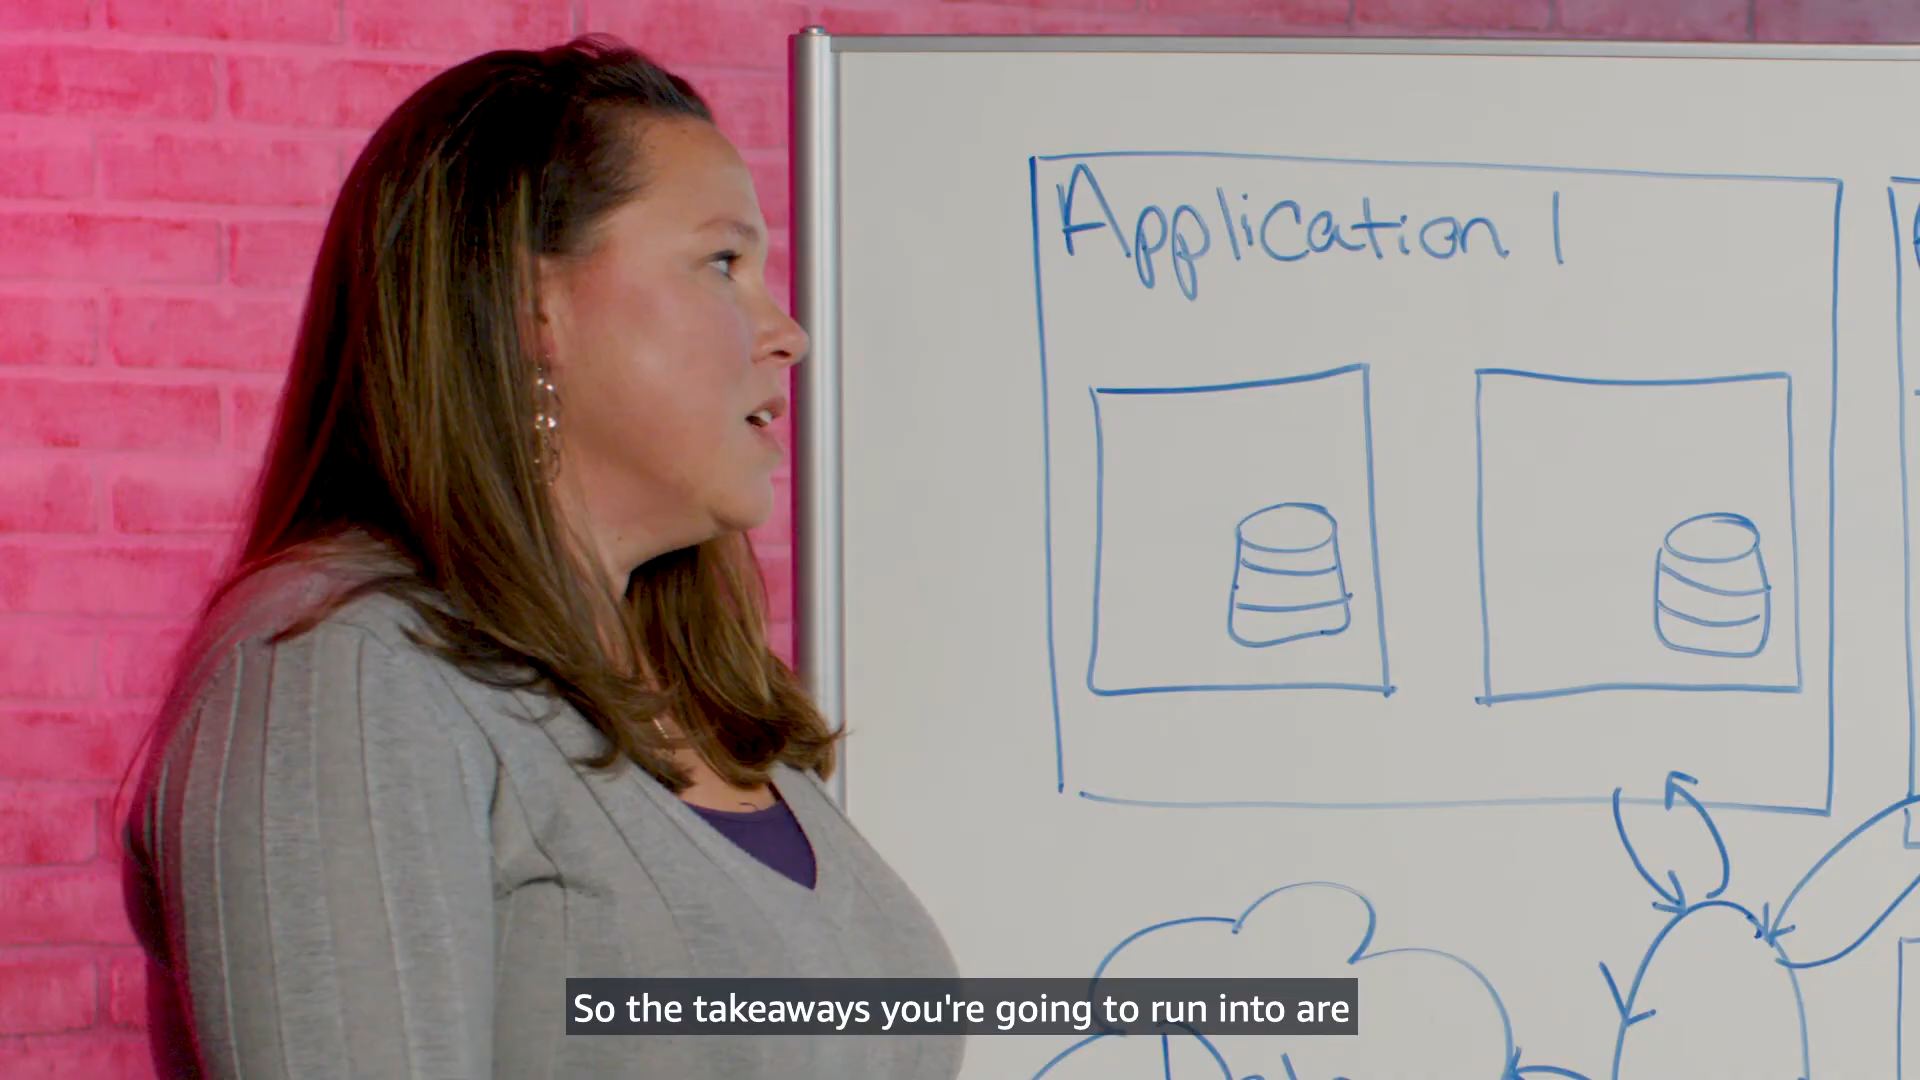 Application 1
So the takeaways you're going to run into are